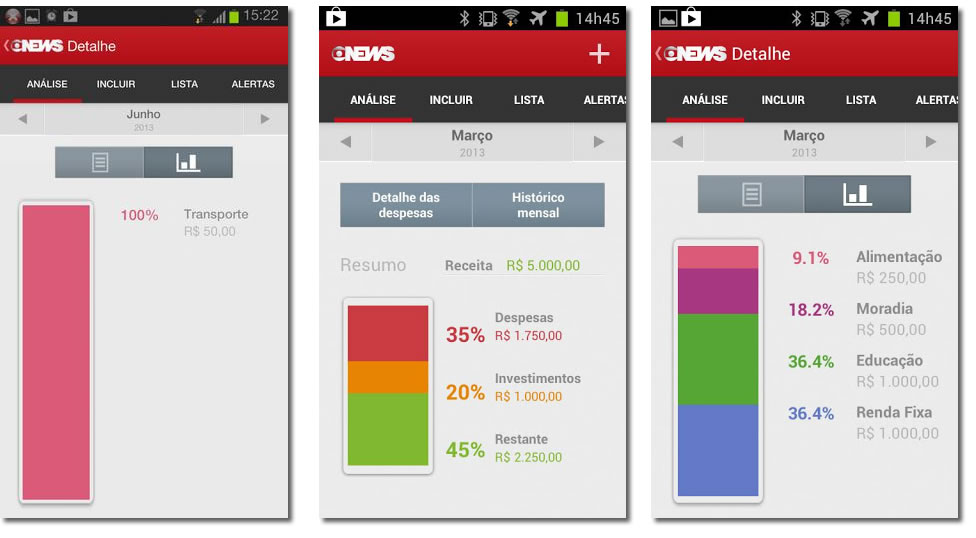 15:22
GNEWS Detalhe
ANÁLISE INCLUIR LISTA ALERTAS
Junho
2013
100% Transporte
R$ 50,00
14h45
GNEWS
ANÁLISE INCLUIR LISTA ALERTAS
Março
2013
Detalhe das
despesas
Histórico
mensal
Resumo Receita R$ 5.000,00
35% Despesas
R$ 1.750,00
20% Investimentos
R$ 1.000,00
45% Restante
R$ 2.250,00
14h45
GNEWS Detalhe
ANÁLISE INCLUIR LISTA ALERTA
Março
2013
9.1% Alimentação
R$ 250,00
18.2% Moradia
R$ 500,00
36.4% Educação
R$ 1.000,00
36.4% Renda Fixa
R$ 1.000,00